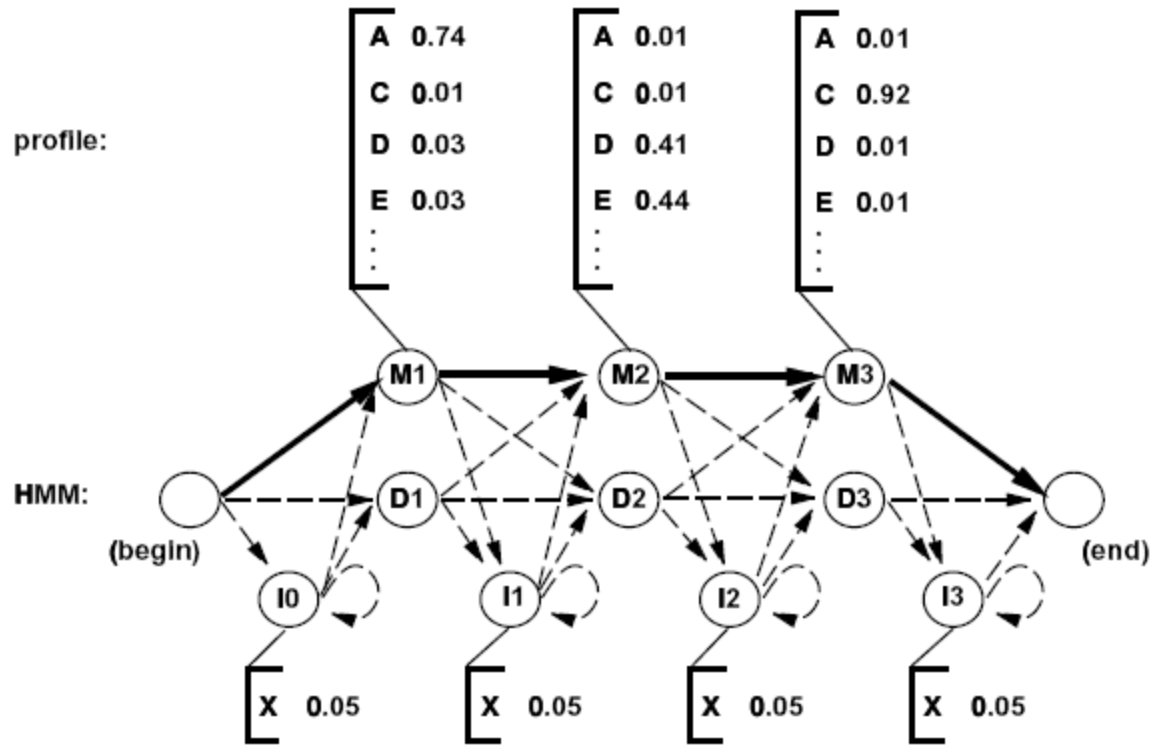 A 0.74 A 0.01 A 0.01
C 0.01 C 0.01 C 0.92
profile:
D 0.03 D 0.41 D 0.01
E 0.03 E 0.44 E 0.01
M1 M2 M3
HMM:
D1 D2 D3
(begin) (end)
I0 I1 I2 I3
X 0.05 X 0.05 X 0.05 X 0.05